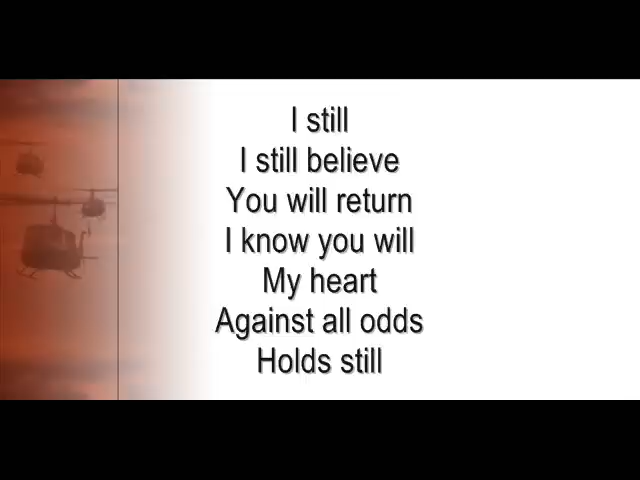 I still
I still believe
You will return
I know you will
My heart
Against all odds
Holds still